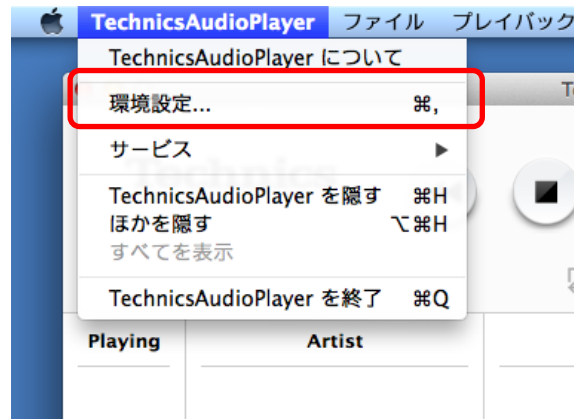 TechnicsAudioPlayer ファイル プレイバック
TechnicsAudioPlayer について
環境設定... ⌘,
サービス ▶
TechnicsAudioPlayer を隠す ⌘H
ほかを隠す ⌥⌘H
すべてを表示
TechnicsAudioPlayer を終了 ⌘Q
Technics
Playing Artist